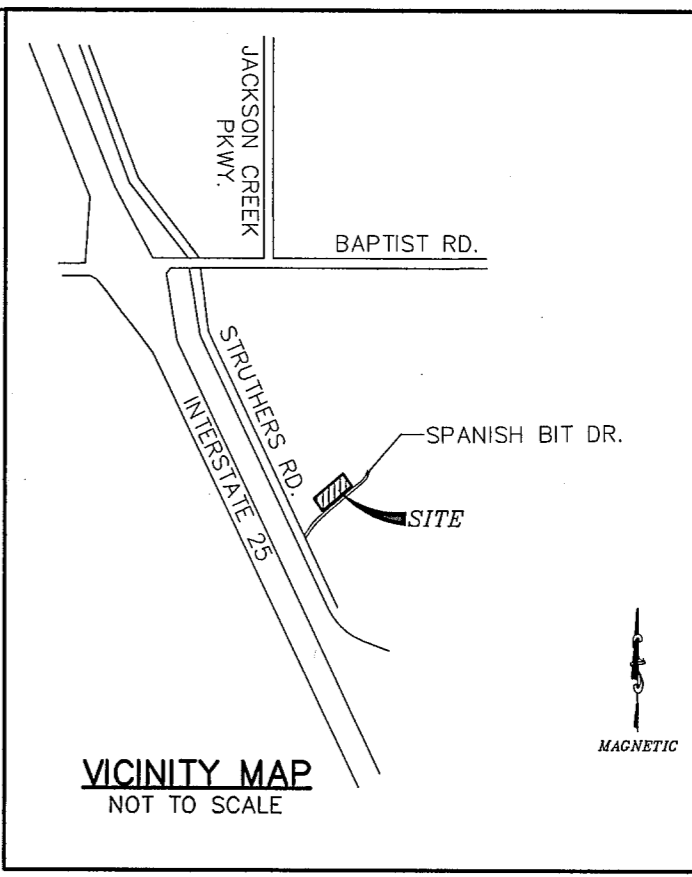 JACKSON CREEK
PKWY.
BAPTIST RD.
STRUTHERS RD.
INTERSTATE 25
SPANISH BIT DR.
SITE
MAGNETIC
VICINITY MAP
NOT TO SCALE